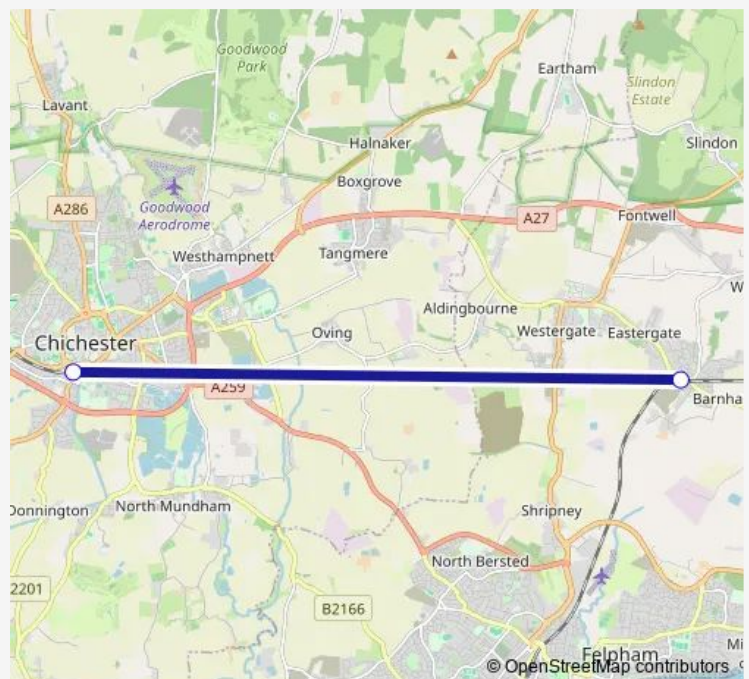 Goodwood
Park
Eartham
Slindon
Estate
Lavant
Halnaker
Slindon
Boxgrove
A286
Goodwood
Aerodrome
A27
Fontwell
Westhampnett
Tangmere
W
Aldingbourne
Oving
Westergate
Eastergate
Chichester
A259
Barnha
Donnington
North Mundham
Shripney
North Bersted
2201
B2166
Mi
Felpham
© OpenStreetMap contributors